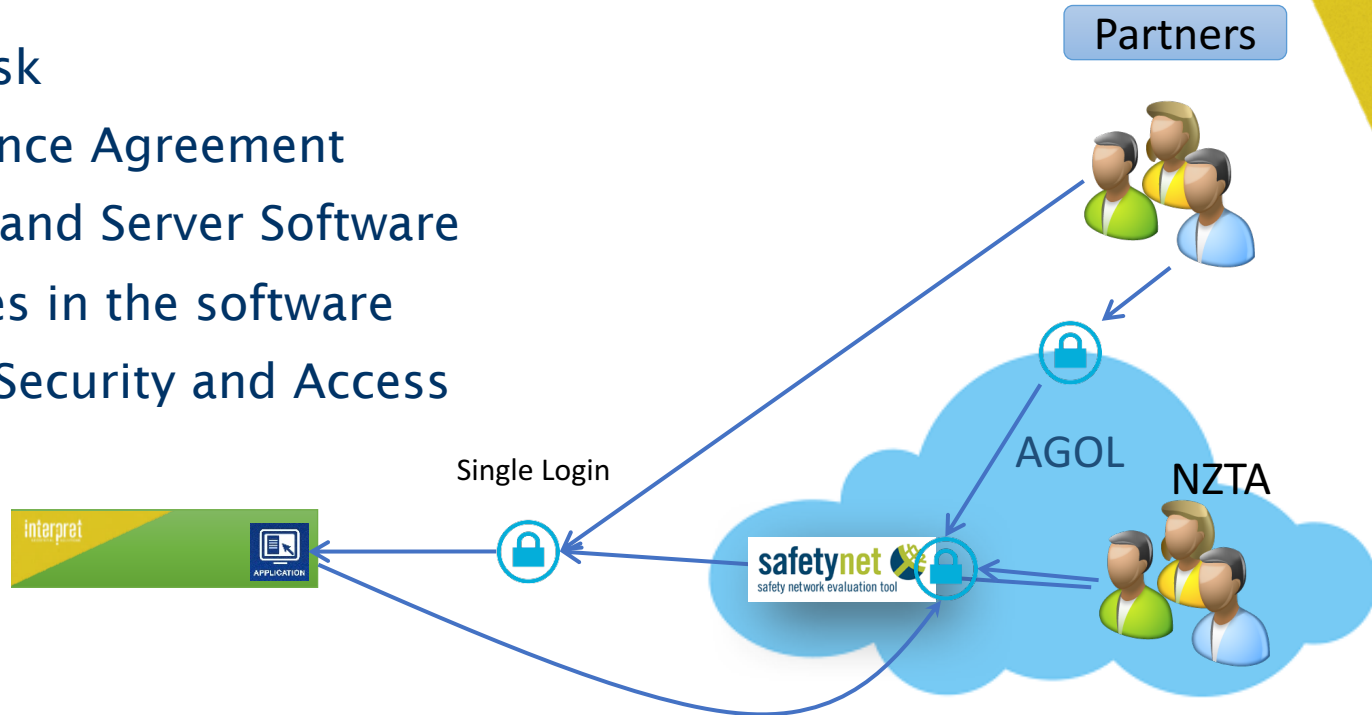 Partners
sk
nce Agreement
and Server Software
es in the software
Security and Access
AGOL
Single Login
NZTA
interpret
APPLICATION
safetynet
safety network evaluation tool